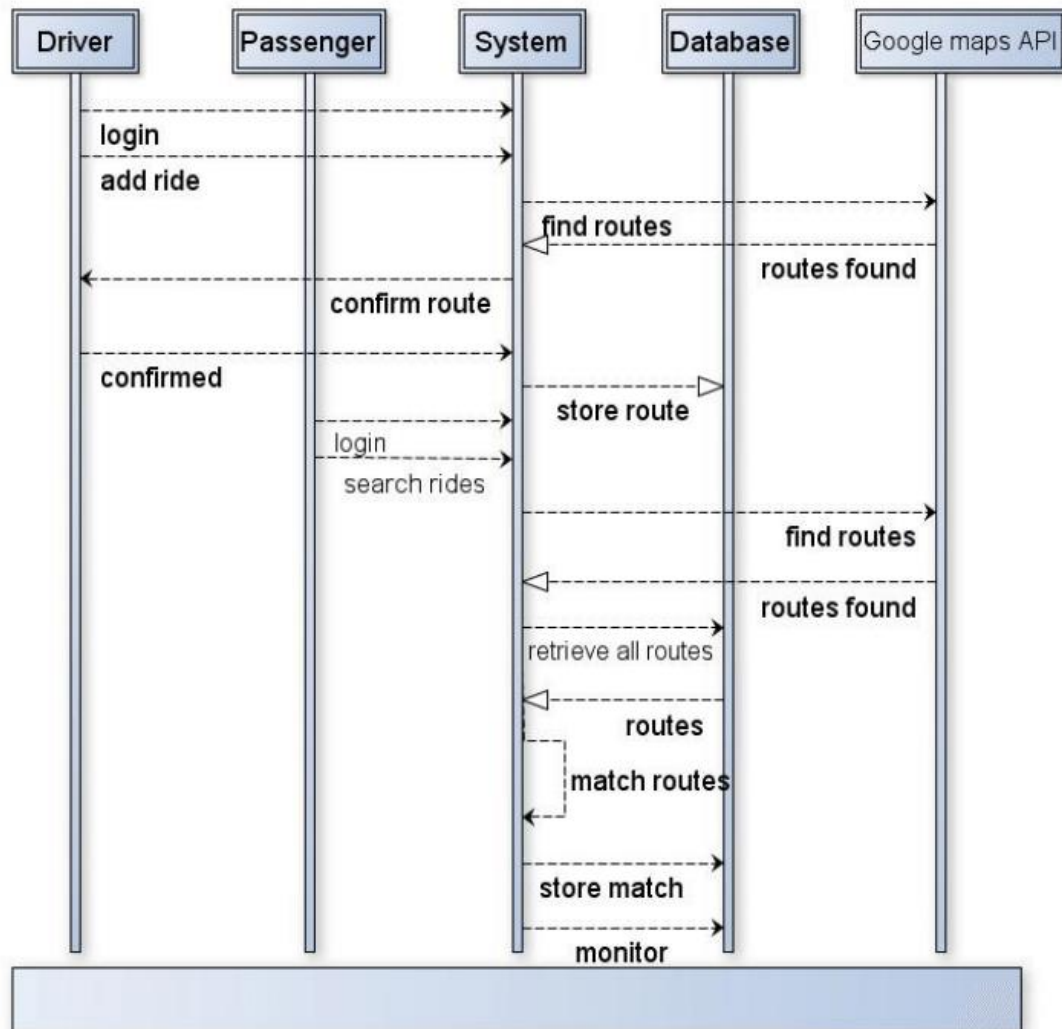 Driver
Passenger
System
Database
Google maps API
login
add ride
find routes
routes found
confirm route
confirmed
store route
login
search rides
find routes
routes found
retrieve all routes
routes
match routes
store match
monitor